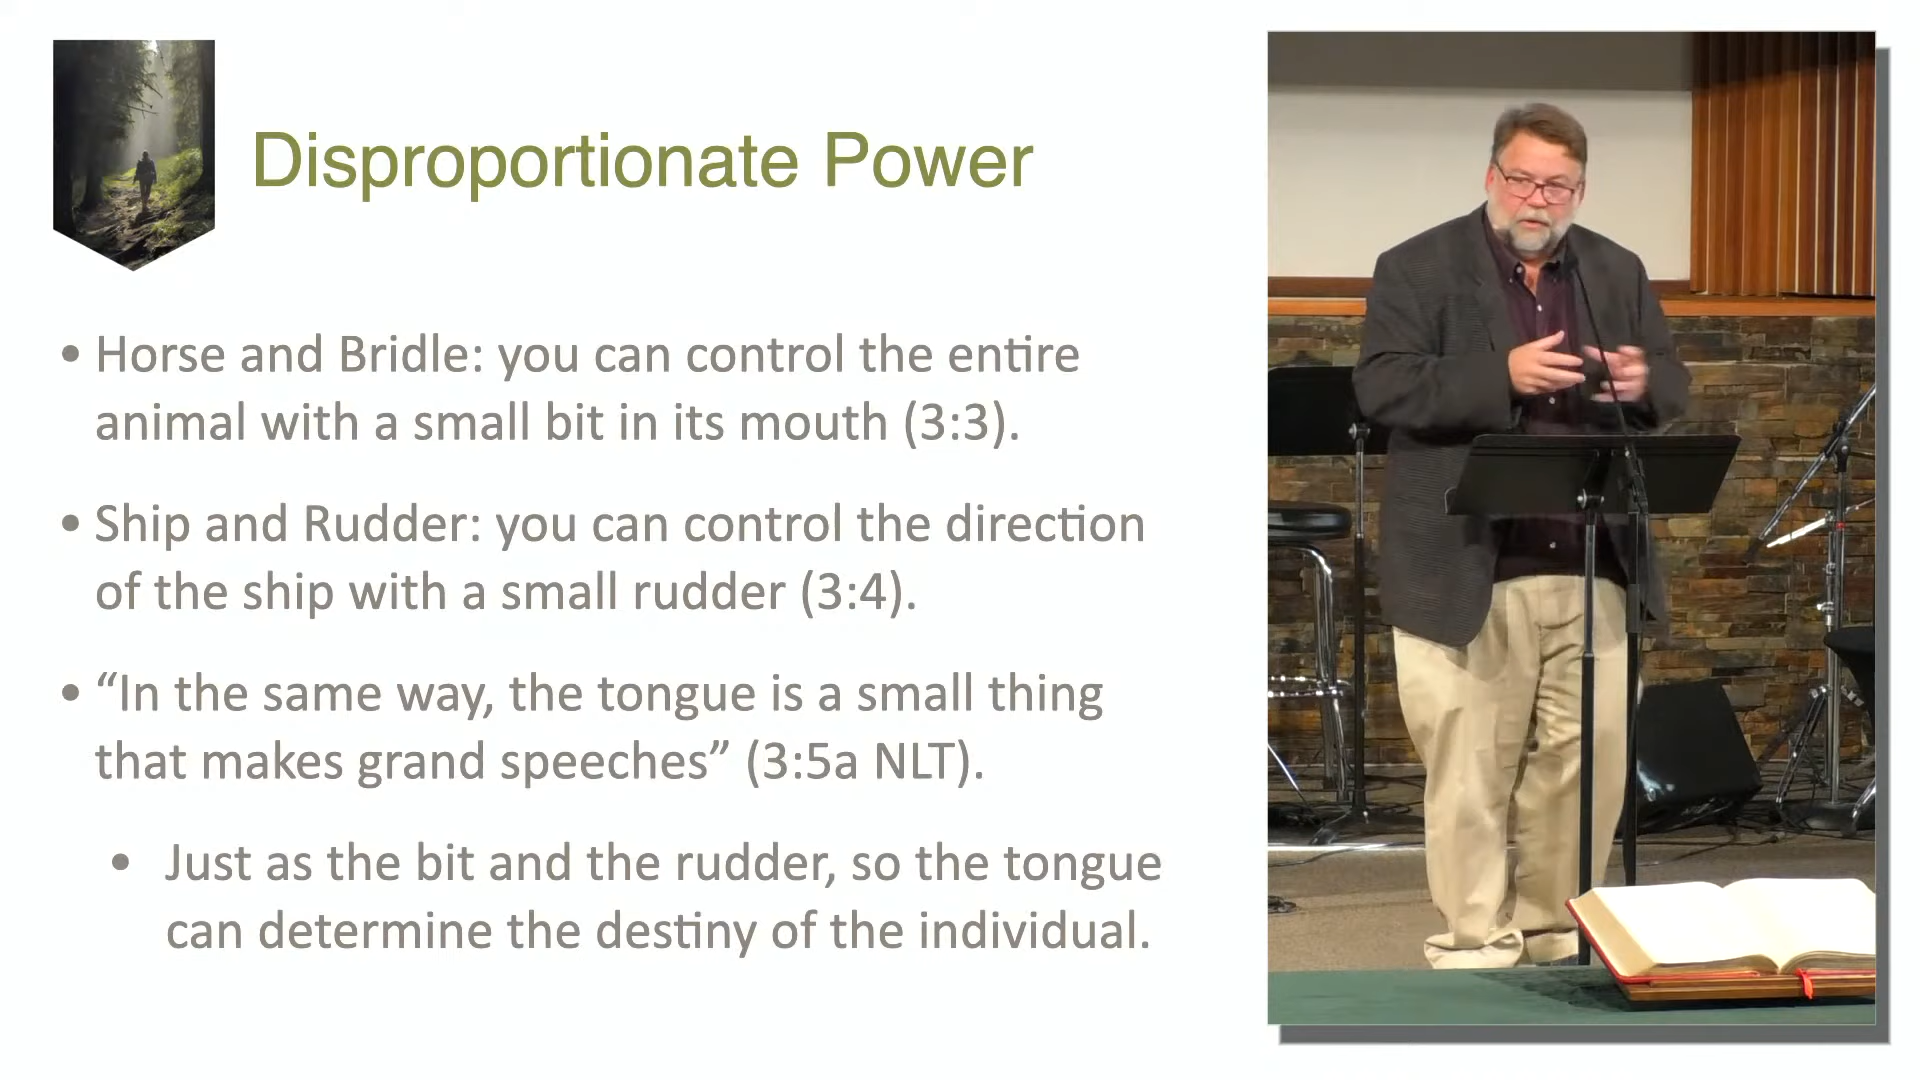 Disproportionate Power
• Horse and Bridle: you can control the entire
animal with a small bit in its mouth (3:3).
• Ship and Rudder: you can control the direction
of the ship with a small rudder (3:4).
• “In the same way, the tongue is a small thing
that makes grand speeches” (3:5a NLT).
• Just as the bit and the rudder, so the tongue
can determine the destiny of the individual.